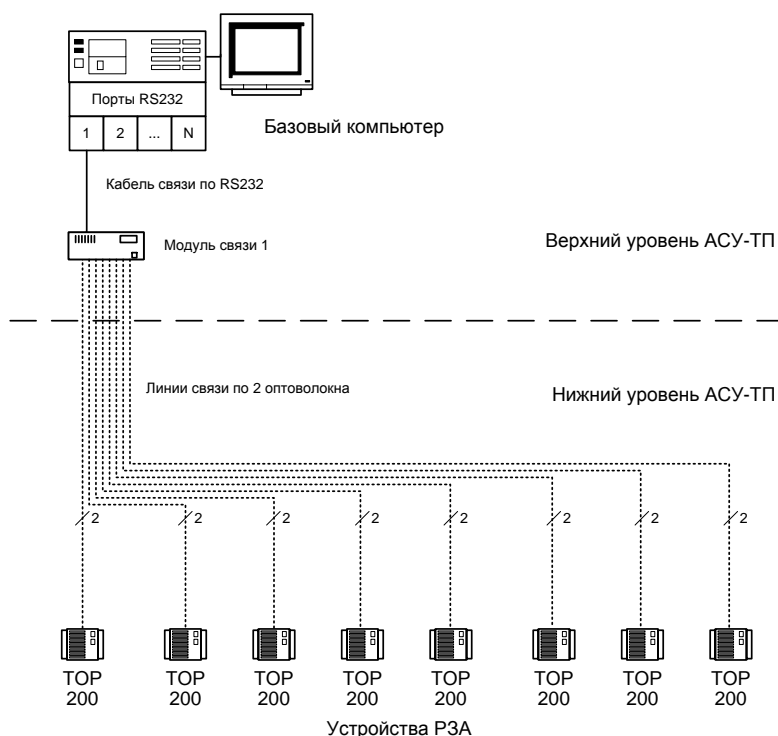 Порты RS232
1 2 ... N
Базовый компьютер
Кабель связи по RS232
Модуль связи 1
Верхний уровень АСУ-ТП
Линии связи по 2 оптоволокна
Нижний уровень АСУ-ТП
2 2 2 2 2 2 2 2
ТОР ТОР ТОР ТОР ТОР ТОР ТОР ТОР
200 200 200 200 200 200 200 200
Устройства РЗА